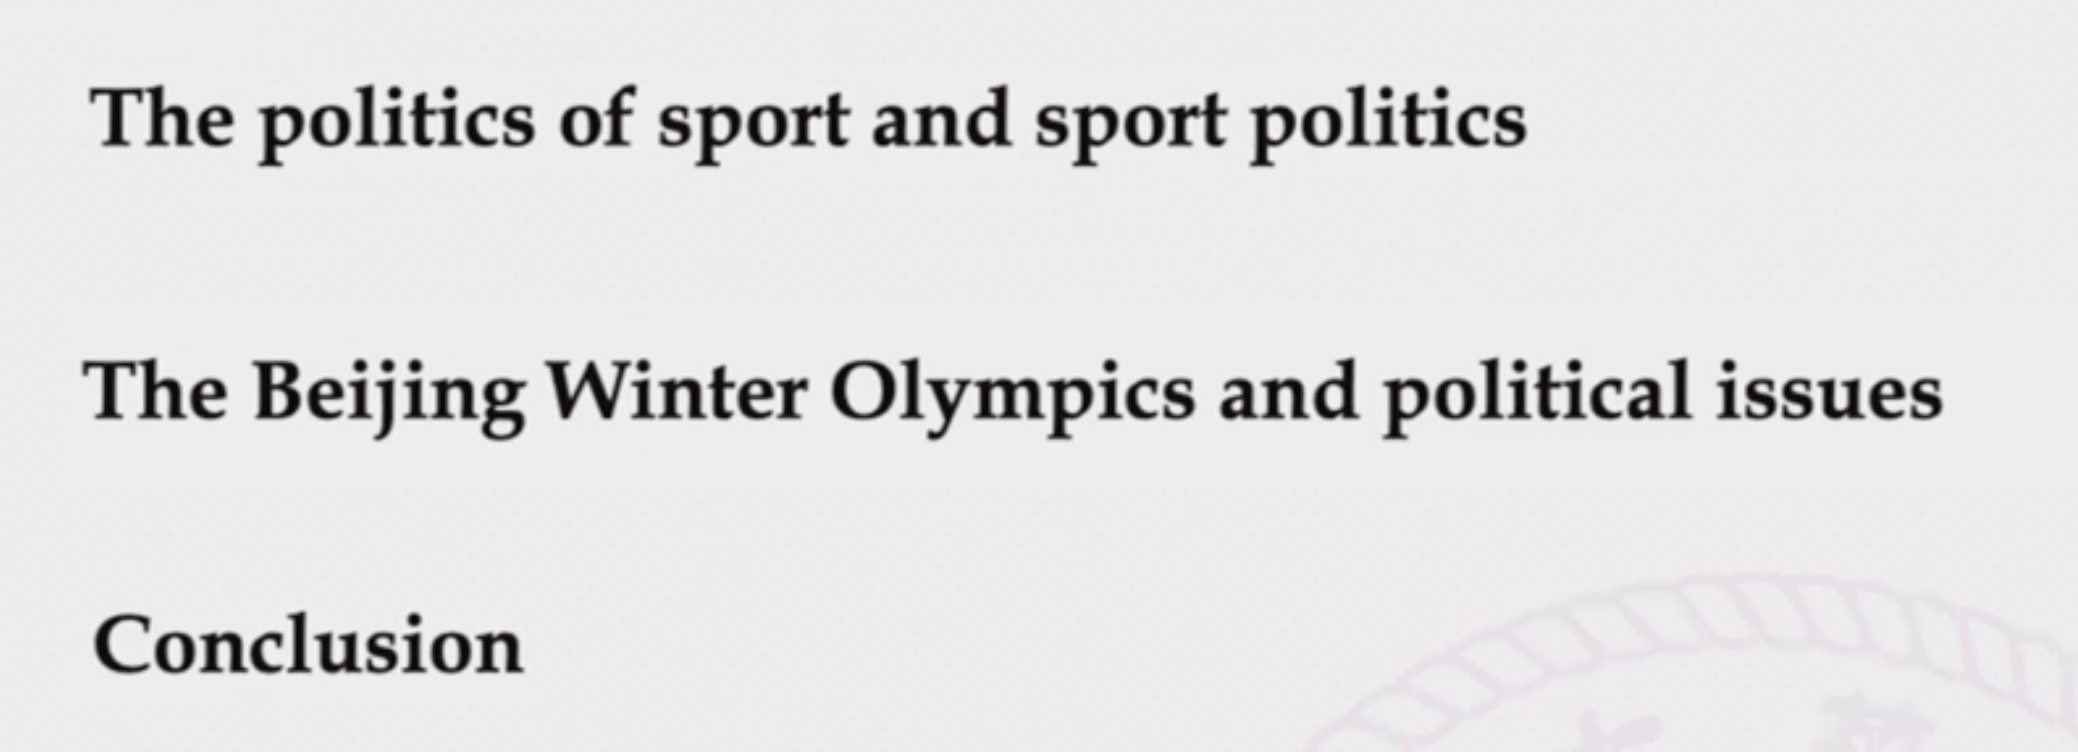 The politics of sport and sport politics
The Beijing Winter Olympics and political issues
Conclusion